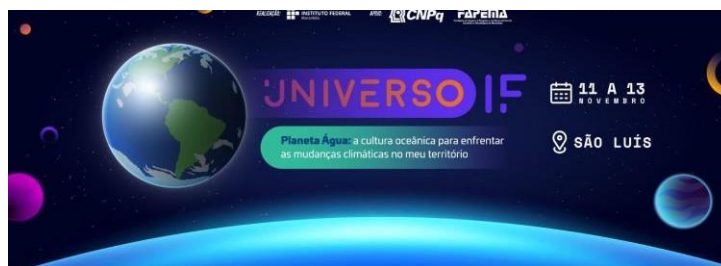 REALIZAÇÃO: INSTITUTO FEDERAL Maranhão APOIO: CNPq FAPEMA
UNIVERSO IF
11 A 13
NOVEMBRO
Planeta Água: a cultura oceânica para enfrentar
as mudanças climáticas no meu território
SÃO LUÍS